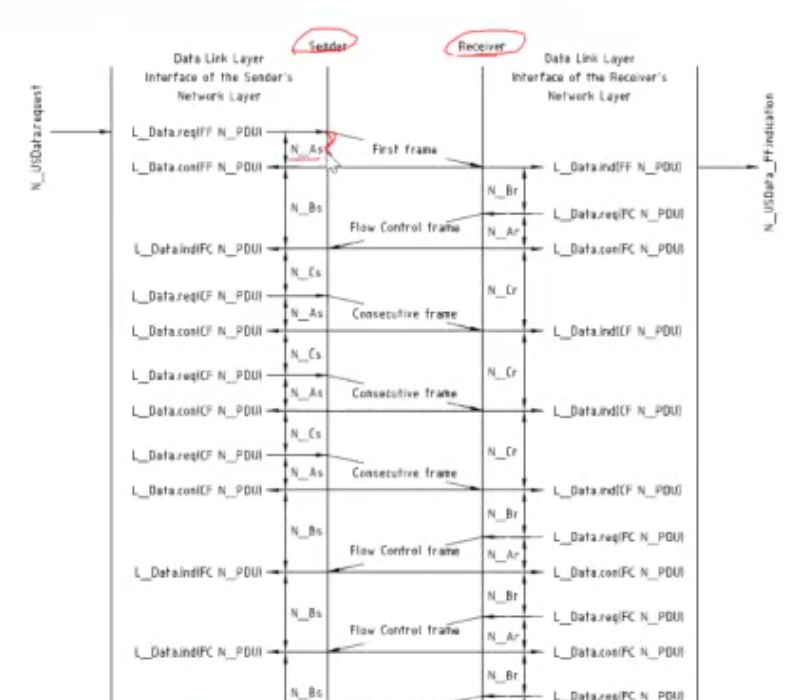 Sender
Receiver
Data Link Layer
Interface of the Sender's
Network Layer
Data Link Layer
Interface of the Receiver's
Network Layer
N_USData.request
N_USData_FF.indication
L_Data.req(FF N_PDU)
N_As
First frame
L_Data.con(FF N_PDU)
L_Data.ind(FF N_PDU)
N_Br
N_Bs
L_Data.req(FC N_PDU)
Flow Control frame
N_Ar
L_Data.ind(FC N_PDU)
L_Data.con(FC N_PDU)
N_Cs
N_Cr
L_Data.req(CF N_PDU)
N_As
Consecutive frame
L_Data.con(CF N_PDU)
L_Data.ind(CF N_PDU)
N_Cs
N_Cr
L_Data.req(CF N_PDU)
N_As
Consecutive frame
L_Data.con(CF N_PDU)
L_Data.ind(CF N_PDU)
N_Cs
N_Cr
L_Data.req(CF N_PDU)
N_As
Consecutive frame
L_Data.con(CF N_PDU)
L_Data.ind(CF N_PDU)
N_Br
N_Bs
L_Data.req(FC N_PDU)
Flow Control frame
N_Ar
L_Data.ind(FC N_PDU)
L_Data.con(FC N_PDU)
N_Br
N_Bs
L_Data.req(FC N_PDU)
Flow Control frame
N_Ar
L_Data.ind(FC N_PDU)
L_Data.con(FC N_PDU)
N_Br
N_Bs
L_Data.req(FC N_PDU)